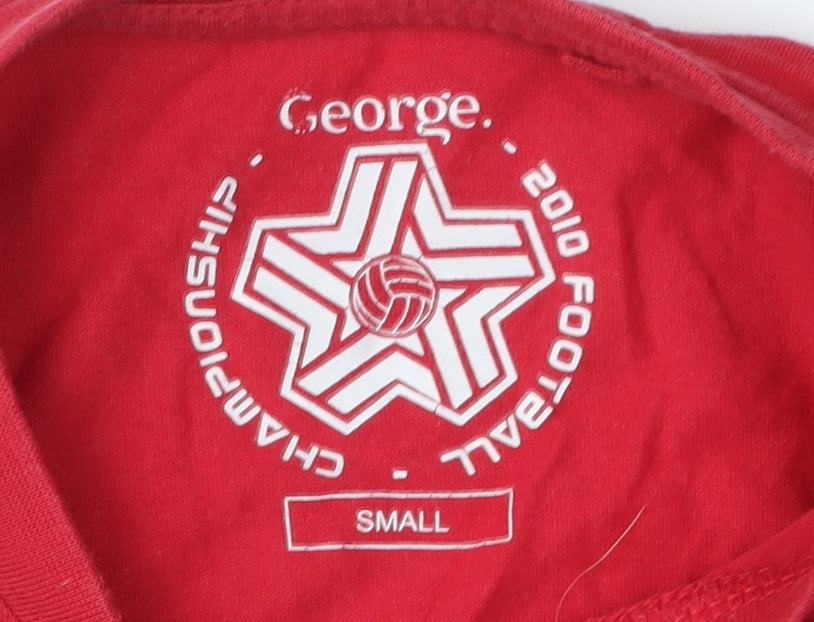 George.
- 2010 FOOTBALL - CHAMPIONSHIP -
SMALL